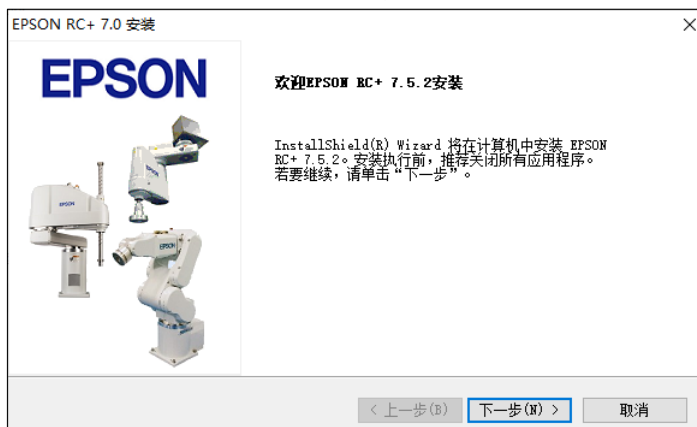 EPSON RC+ 7.0 安装
EPSON
欢迎EPSON RC+ 7.5.2安装
InstallShield(R) Wizard 将在计算机中安装 EPSON
RC+ 7.5.2。安装执行前，推荐关闭所有应用程序。
若要继续，请单击“下一步”。
EPSON
EPSON
< 上一步(B)
下一步(N) >
取消